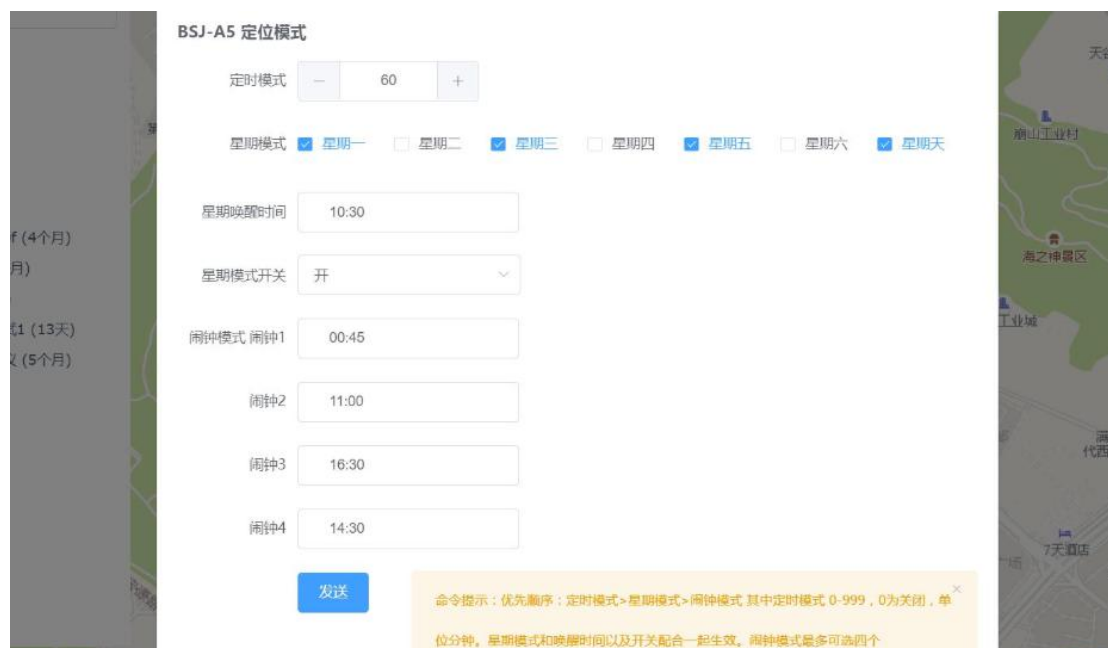 BSJ-A5 定位模式
定时模式 － 60 +
星期模式 星期一 星期二 星期三 星期四 星期五 星期六 星期天
星期唤醒时间 10:30
星期模式开关 开
闹钟模式 闹钟1 00:45
闹钟2 11:00
闹钟3 16:30
闹钟4 14:30
发送
命令提示：优先顺序：定时模式>星期模式>闹钟模式 其中定时模式 0-999，0为关闭，单
位分钟。星期模式和唤醒时间以及开关配合一起生效。闹钟模式最多可选四个
(4个月)
月)
1 (13天)
(5个月)
工业村
海之神景区
工业城
7天酒店